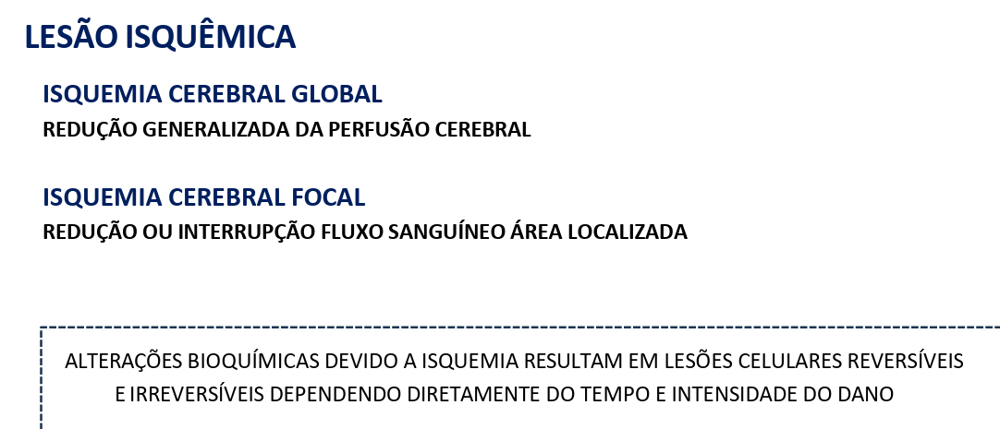 LESÃO ISQUÊMICA
ISQUEMIA CEREBRAL GLOBAL
REDUÇÃO GENERALIZADA DA PERFUSÃO CEREBRAL
ISQUEMIA CEREBRAL FOCAL
REDUÇÃO OU INTERRUPÇÃO FLUXO SANGUÍNEO ÁREA LOCALIZADA
ALTERAÇÕES BIOQUÍMICAS DEVIDO A ISQUEMIA RESULTAM EM LESÕES CELULARES REVERSÍVEIS
E IRREVERSÍVEIS DEPENDENDO DIRETAMENTE DO TEMPO E INTENSIDADE DO DANO